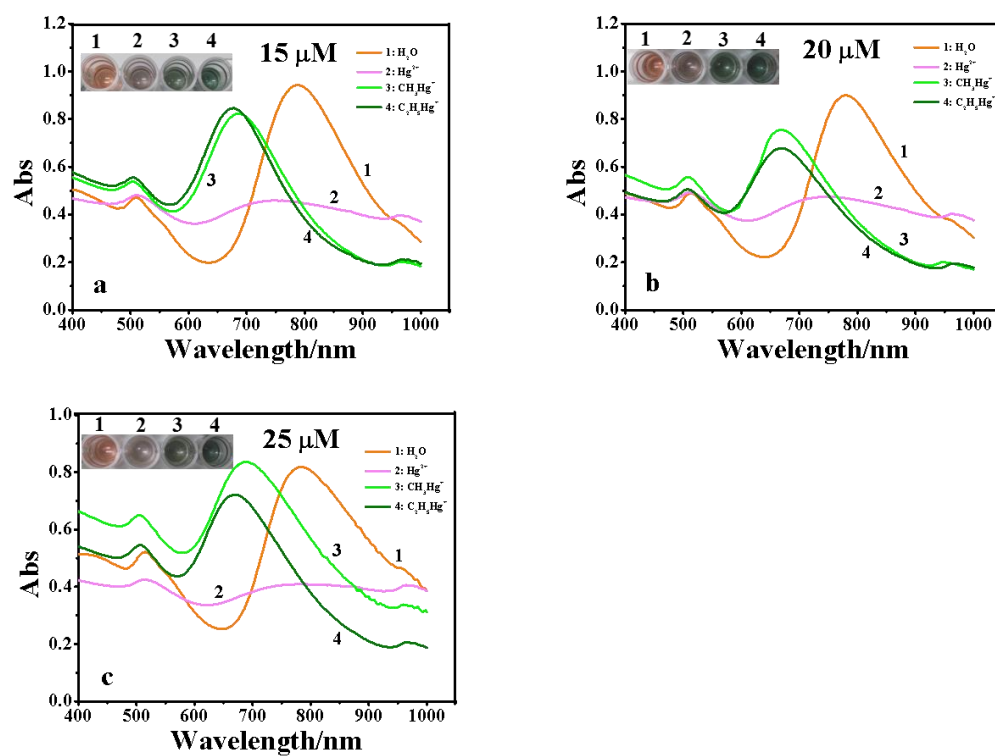 1.2
1 2 3 4
15 μM
1: H₂O
2: Hg²⁺
3: CH₃Hg⁺
4: C₂H₅Hg⁺
1.0
0.8
0.6
0.4
0.2
0.0
Abs
3
1
2
4
a
400 500 600 700 800 900 1000
Wavelength/nm
1.2
1 2 3 4
20 μM
1: H₂O
2: Hg²⁺
3: CH₃Hg⁺
4: C₂H₅Hg⁺
1.0
0.8
0.6
0.4
0.2
0.0
Abs
1
2
3
4
b
400 500 600 700 800 900 1000
Wavelength/nm
1.0
1 2 3 4
25 μM
1: H₂O
2: Hg²⁺
3: CH₃Hg⁺
4: C₂H₅Hg⁺
0.8
0.6
0.4
0.2
0.0
Abs
3
1
2
4
c
400 500 600 700 800 900 1000
Wavelength/nm